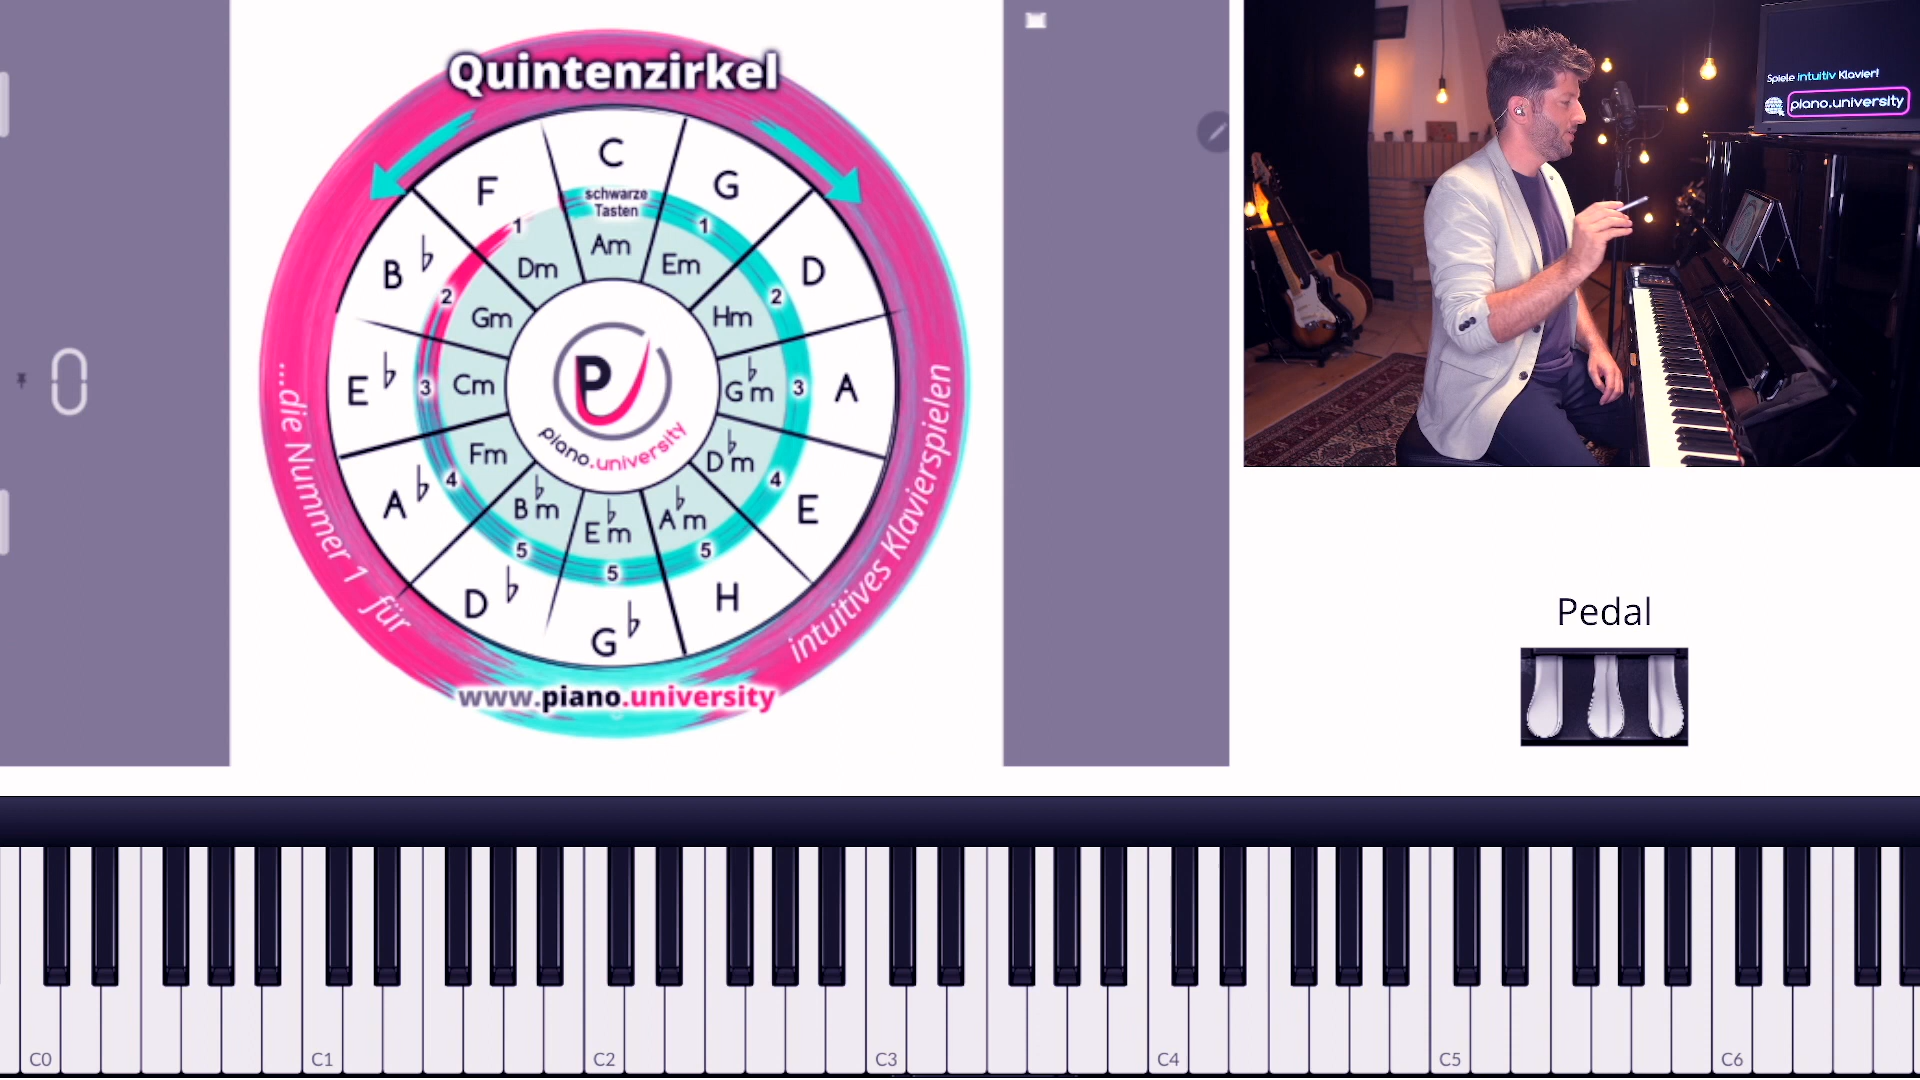 Quintenzirkel
C
G
D
A
E
H
G♭
D♭
A♭
E♭
B♭
F
schwarze
Tasten
1
2
3
4
5
5
5
4
3
2
1
Am
Em
Hm
G♭m
D♭m
A♭m
E♭m
B♭m
Fm
Cm
Gm
Dm
P
piano.university
...die Nummer 1 für
intuitives Klavierspielen
www.piano.university
Spiele intuitiv Klavier!
piano.university
Pedal
C0
C1
C2
C3
C4
C5
C6